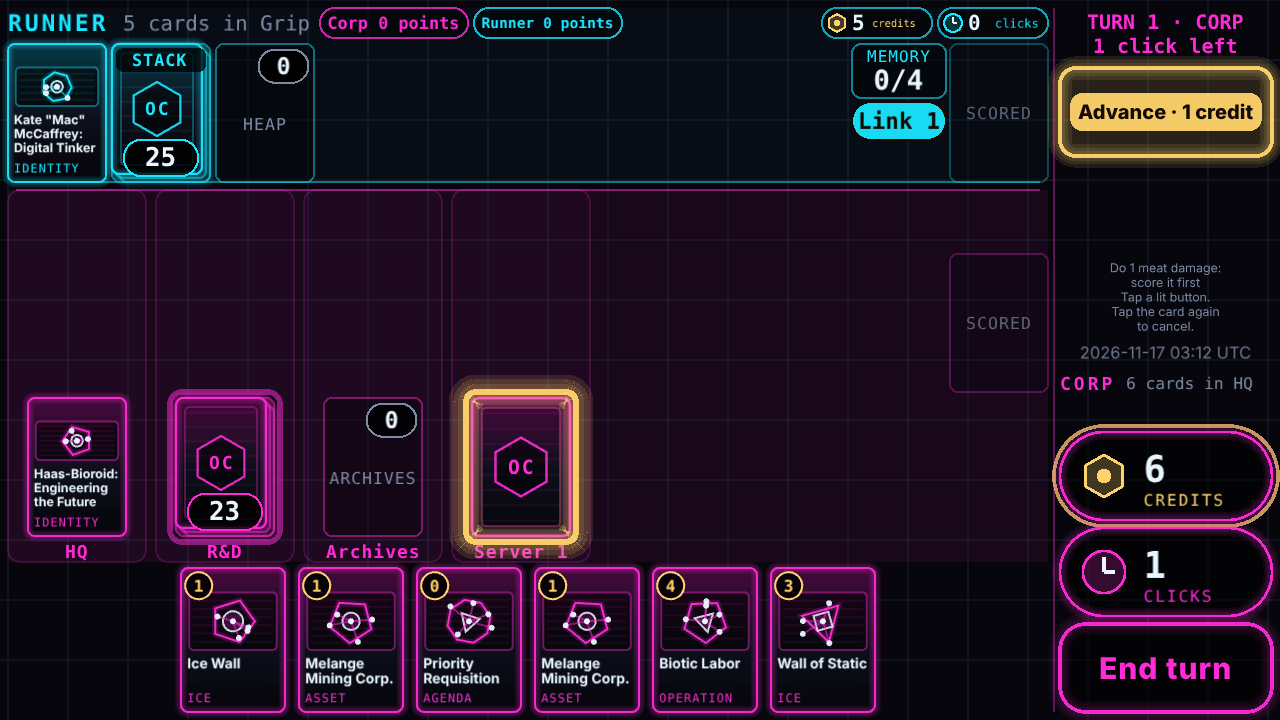 RUNNER 5 cards in Grip Corp 0 points Runner 0 points 5 credits 0 clicks
TURN 1 · CORP
1 click left
STACK
OC
25
Kate "Mac"
McCaffrey:
Digital Tinker
IDENTITY
0
HEAP
MEMORY
0/4
Link 1
SCORED
Advance · 1 credit
Do 1 meat damage:
score it first
Tap a lit button.
Tap the card again
to cancel.
2026-11-17 03:12 UTC
CORP 6 cards in HQ
SCORED
Haas-Bioroid:
Engineering
the Future
IDENTITY
HQ
OC
23
R&D
0
ARCHIVES
Archives
OC
Server 1
6
CREDITS
1
CLICKS
End turn
1
Ice Wall
ICE
1
Melange
Mining Corp.
ASSET
0
Priority
Requisition
AGENDA
1
Melange
Mining Corp.
ASSET
4
Biotic Labor
OPERATION
3
Wall of Static
ICE